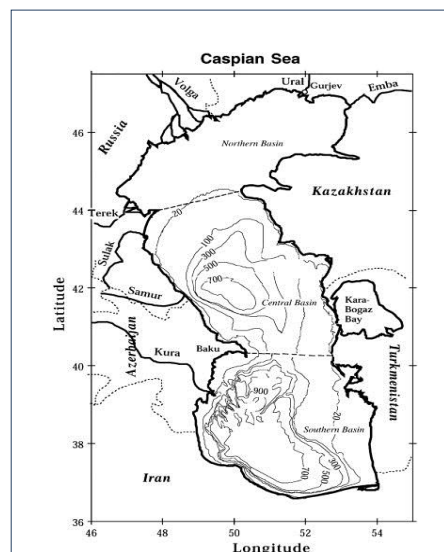 Caspian Sea
Volga
Ural
Gurjev
Emba
46
Russia
Northern Basin
Kazakhstan
44
20
Terek
100
Sulak
300
500
700
42
Samur
Central Basin
Kara-
Bogaz
Bay
Latitude
Azerbarjan
Kura
Baku
Turkmenistan
40
900
20
38
Southern Basin
Iran
700
500
300
36
46
48
50
52
54
Longitude